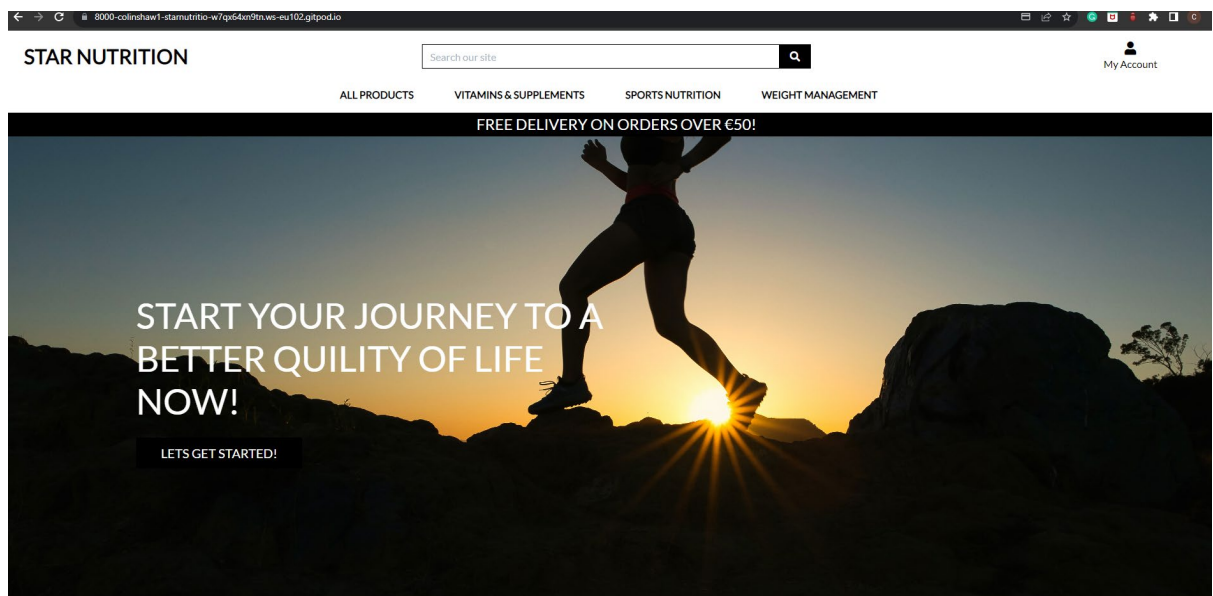 8000-colinshaw1-starnutritio-w7qx64xn9tn.ws-eu102.gitpod.io
STAR NUTRITION
Search our site
My Account
ALL PRODUCTS VITAMINS & SUPPLEMENTS SPORTS NUTRITION WEIGHT MANAGEMENT
FREE DELIVERY ON ORDERS OVER €50!
START YOUR JOURNEY TO A
BETTER QUILITY OF LIFE
NOW!
LETS GET STARTED!